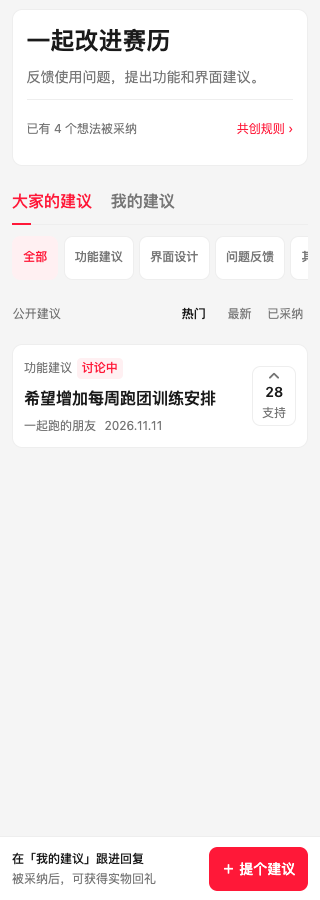 一起改进赛历
反馈使用问题，提出功能和界面建议。
已有 4 个想法被采纳 共创规则 ›
大家的建议 我的建议
全部 功能建议 界面设计 问题反馈
公开建议 热门 最新 已采纳
功能建议 讨论中
希望增加每周跑团训练安排
一起跑的朋友 2026.11.11
28
支持
在「我的建议」跟进回复
被采纳后，可获得实物回礼
+ 提个建议